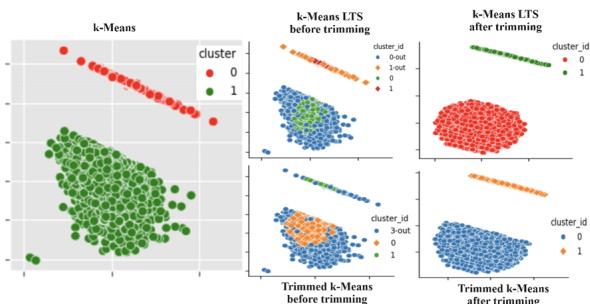 k-Means
cluster
0
1
k-Means LTS
before trimming
cluster_id
0-out
1-out
0
1
k-Means LTS
after trimming
cluster_id
0
1
cluster_id
3-out
0
1
Trimmed k-Means
before trimming
cluster_id
0
1
Trimmed k-Means
after trimming